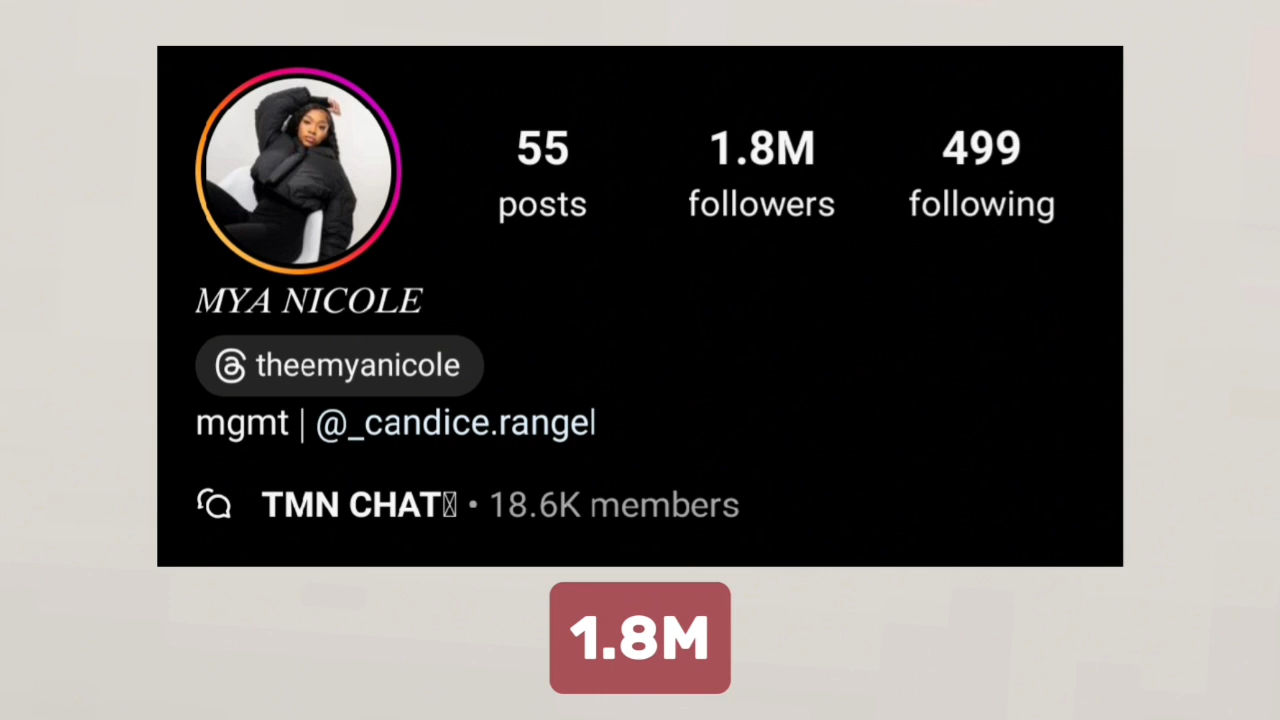 55 1.8M 499
posts followers following
MYA NICOLE
theemyanicole
mgmt | @_candice.rangel
TMN CHAT • 18.6K members
1.8M